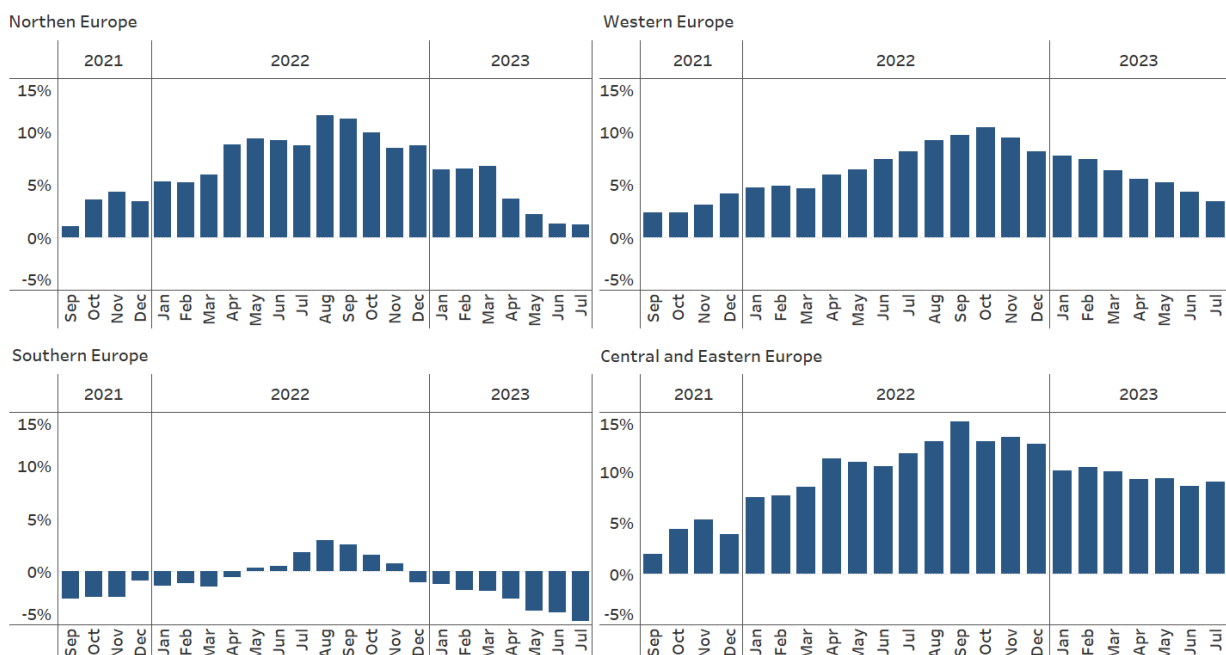 Northen Europe
2021 2022 2023
15%
10%
5%
0%
-5%
Sep Oct Nov Dec Jan Feb Mar Apr May Jun Jul Aug Sep Oct Nov Dec Jan Feb Mar Apr May Jun Jul
Western Europe
2021 2022 2023
15%
10%
5%
0%
-5%
Sep Oct Nov Dec Jan Feb Mar Apr May Jun Jul Aug Sep Oct Nov Dec Jan Feb Mar Apr May Jun Jul
Southern Europe
2021 2022 2023
15%
10%
5%
0%
-5%
Sep Oct Nov Dec Jan Feb Mar Apr May Jun Jul Aug Sep Oct Nov Dec Jan Feb Mar Apr May Jun Jul
Central and Eastern Europe
2021 2022 2023
15%
10%
5%
0%
-5%
Sep Oct Nov Dec Jan Feb Mar Apr May Jun Jul Aug Sep Oct Nov Dec Jan Feb Mar Apr May Jun Jul